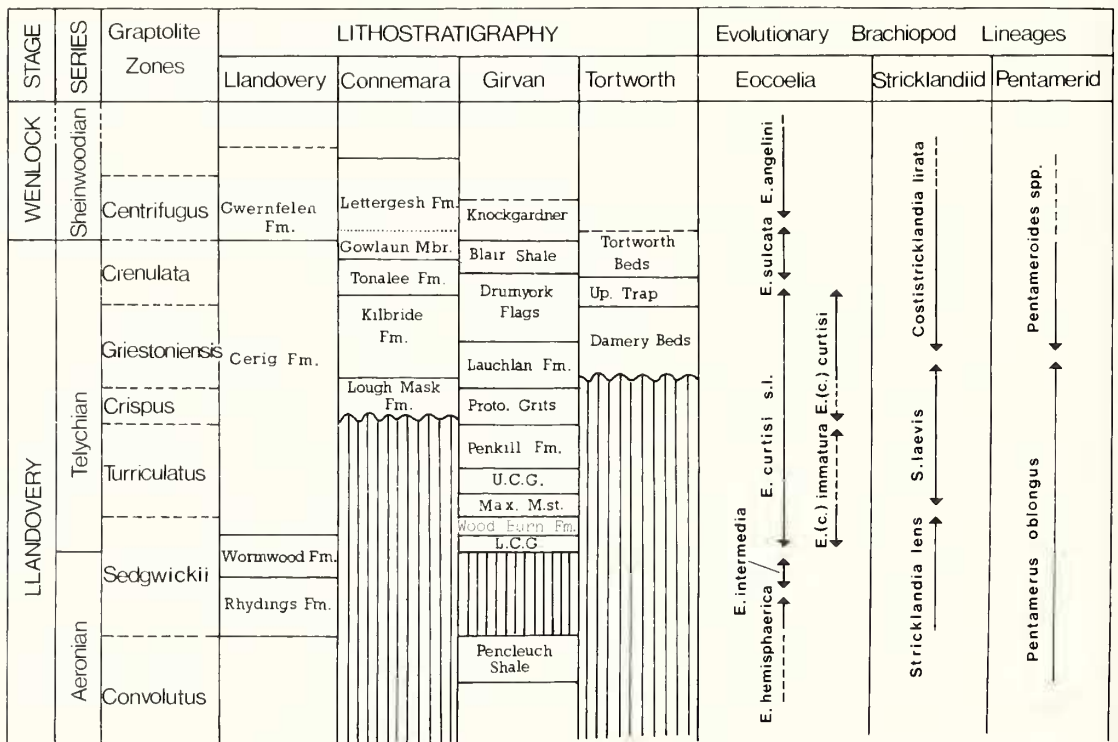 STAGE
SERIES
Graptolite
Zones
LITHOSTRATIGRAPHY
Evolutionary Brachiopod Lineages
Llandovery
Connemara
Girvan
Tortworth
Eocoelia
Stricklandiid
Pentamerid
WENLOCK
LLANDOVERY
Sheinwoodian
Telychian
Aeronian
Centrifugus
Crenulata
Griestoniensis
Crispus
Turriculatus
Sedgwickii
Convolutus
Gwernfelen
Fm.
Cerig Fm.
Wormwood Fm.
Rhydings Fm.
Lettergesh Fm.
Gowlaun Mbr.
Tonalee Fm.
Kilbride
Fm.
Lough Mask
Fm.
Knockgardner
Blair Shale
Drumyork
Flags
Lauchlan Fm.
Proto. Grits
Penkill Fm.
U.C.G.
Max. M.st.
Wood Burn Fm.
L.C.G
Pencleuch
Shale
Tortworth
Beds
Up. Trap
Damery Beds
E. angelini
E. sulcata
E. curtisi s.l.
E. intermedia
E. hemisphaerica
E.(c.) curtisi
E.(c.) immatura
Costistricklandia lirata
S. laevis
Stricklandia lens
Pentameroides spp.
Pentamerus oblongus